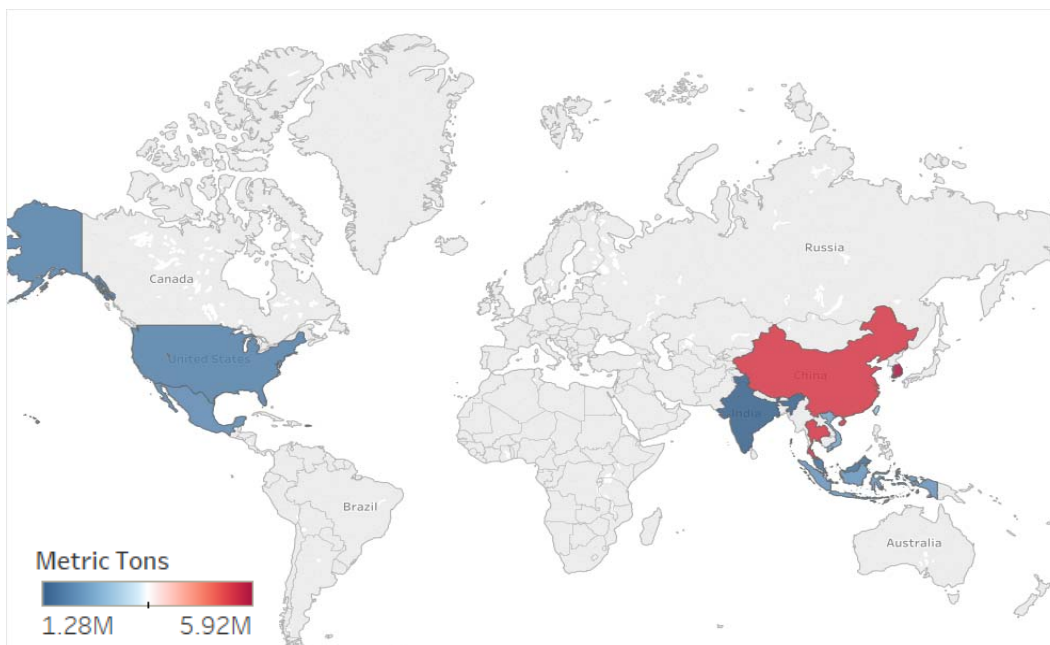 Russia
Canada
United States
China
India
Brazil
Australia
Metric Tons
1.28M 5.92M